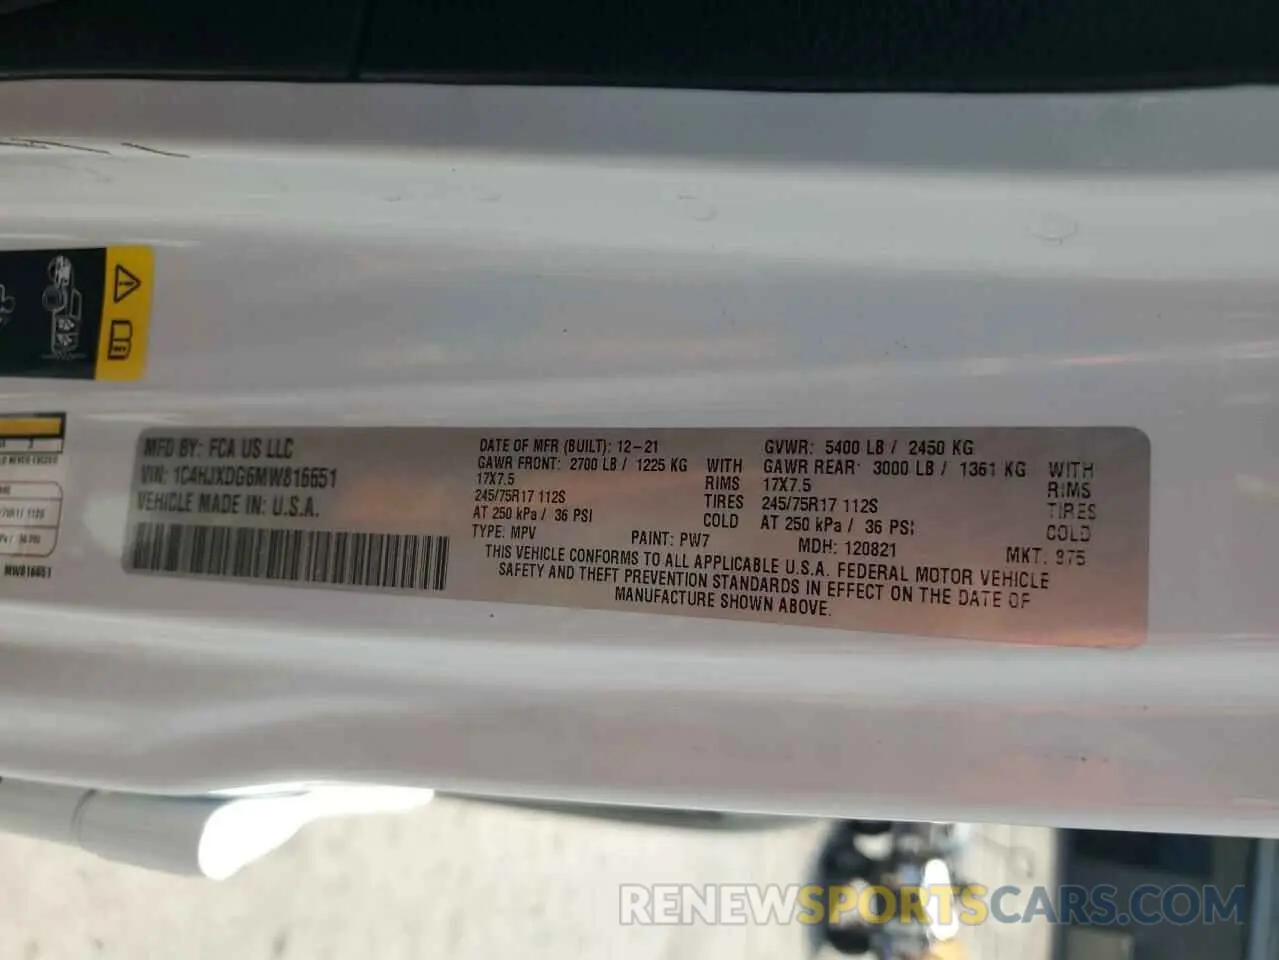 MFD BY: FCA US LLC
VIN: 1C4HJXDG6MW816651
VEHICLE MADE IN: U.S.A.
DATE OF MFR (BUILT): 12-21
GAWR FRONT: 2700 LB / 1225 KG WITH
17X7.5 RIMS
245/75R17 112S TIRES
AT 250 kPa / 36 PSI COLD
GVWR: 5400 LB / 2450 KG
GAWR REAR: 3000 LB / 1361 KG WITH
17X7.5 RIMS
245/75R17 112S TIRES
AT 250 kPa / 36 PSI COLD
TYPE: MPV PAINT: PW7 MDH: 120821 MKT: 975
THIS VEHICLE CONFORMS TO ALL APPLICABLE U.S.A. FEDERAL MOTOR VEHICLE
SAFETY AND THEFT PREVENTION STANDARDS IN EFFECT ON THE DATE OF
MANUFACTURE SHOWN ABOVE.
MW816651
RENEWSPORTSCARS.COM